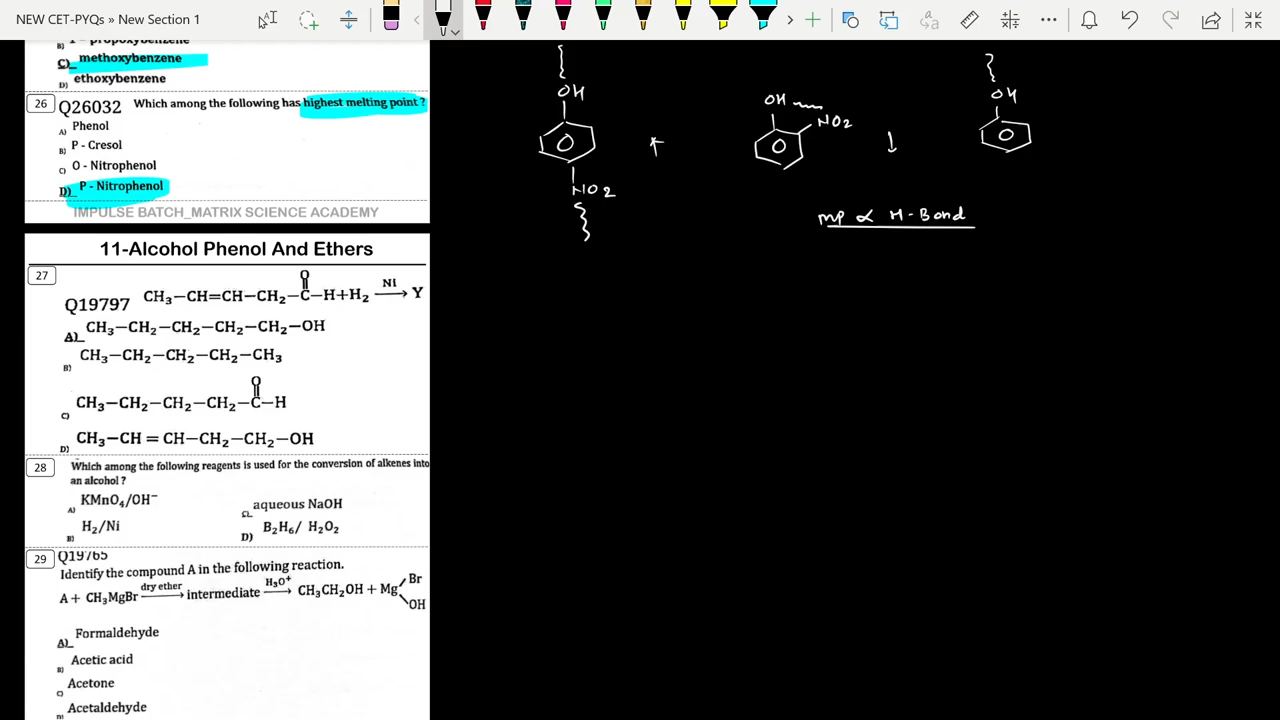 NEW CET-PYQs » New Section 1
B) 1 - propoxybenzene
C) methoxybenzene
D) ethoxybenzene
26 Q26032 Which among the following has highest melting point ?
A) Phenol
B) P - Cresol
C) O - Nitrophenol
D) P - Nitrophenol
IMPULSE BATCH_MATRIX SCIENCE ACADEMY
OH
NO2
↑
OH
NO2
↓
OH
mp ∝ H-Bond
11-Alcohol Phenol And Ethers
27
Q19797 CH₃−CH=CH−CH₂−C(=O)−H+H₂ —Ni→ Y
A) CH₃−CH₂−CH₂−CH₂−CH₂−OH
B) CH₃−CH₂−CH₂−CH₂−CH₃
C) CH₃−CH₂−CH₂−CH₂−C(=O)−H
D) CH₃−CH = CH−CH₂−CH₂−OH
28 Which among the following reagents is used for the conversion of alkenes into
an alcohol ?
A) KMnO₄/OH⁻ C) aqueous NaOH
B) H₂/Ni D) B₂H₆/ H₂O₂
29 Q19765
Identify the compound A in the following reaction.
A + CH₃MgBr —dry ether→ intermediate —H₃O⁺→ CH₃CH₂OH + Mg Br OH
A) Formaldehyde
B) Acetic acid
C) Acetone
D) Acetaldehyde